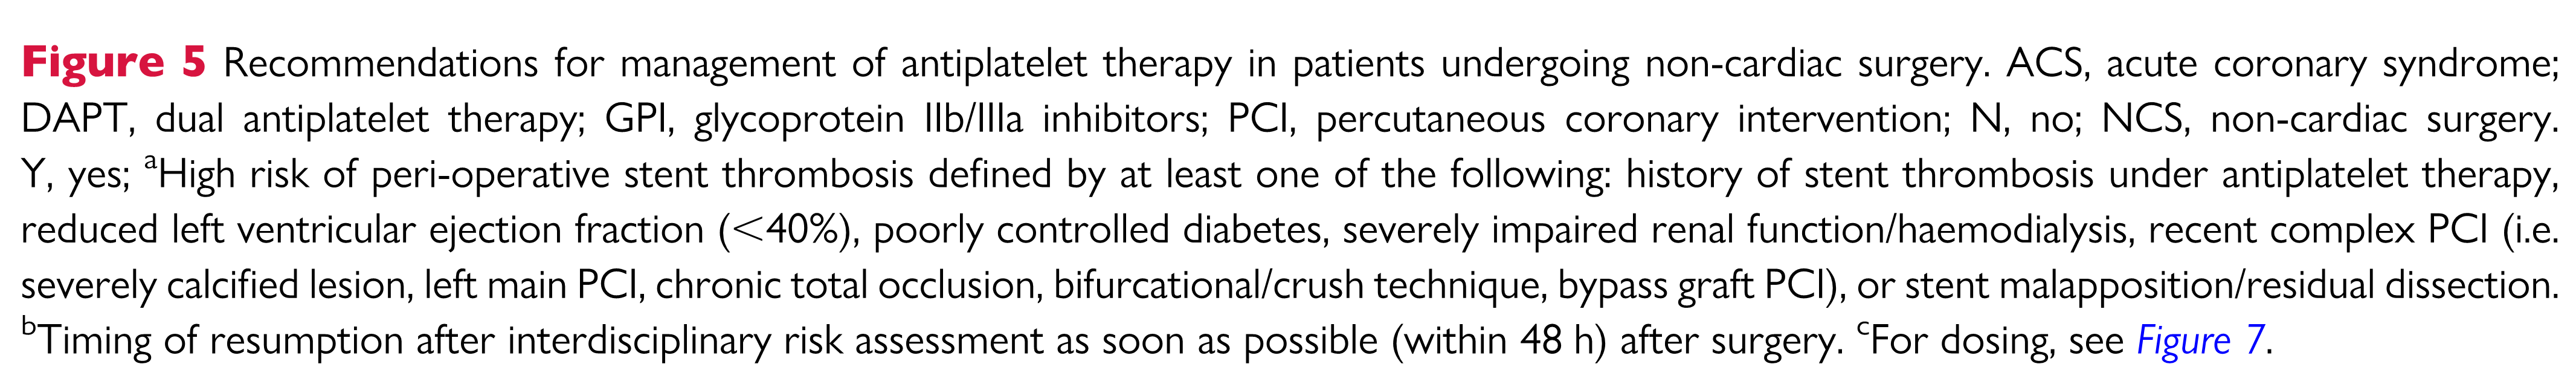 Figure 5 Recommendations for management of antiplatelet therapy in patients undergoing non-cardiac surgery. ACS, acute coronary syndrome;
DAPT, dual antiplatelet therapy; GPI, glycoprotein IIb/IIIa inhibitors; PCI, percutaneous coronary intervention; N, no; NCS, non-cardiac surgery.
Y, yes; aHigh risk of peri-operative stent thrombosis defined by at least one of the following: history of stent thrombosis under antiplatelet therapy,
reduced left ventricular ejection fraction (<40%), poorly controlled diabetes, severely impaired renal function/haemodialysis, recent complex PCI (i.e.
severely calcified lesion, left main PCI, chronic total occlusion, bifurcational/crush technique, bypass graft PCI), or stent malapposition/residual dissection.
bTiming of resumption after interdisciplinary risk assessment as soon as possible (within 48 h) after surgery. cFor dosing, see Figure 7.